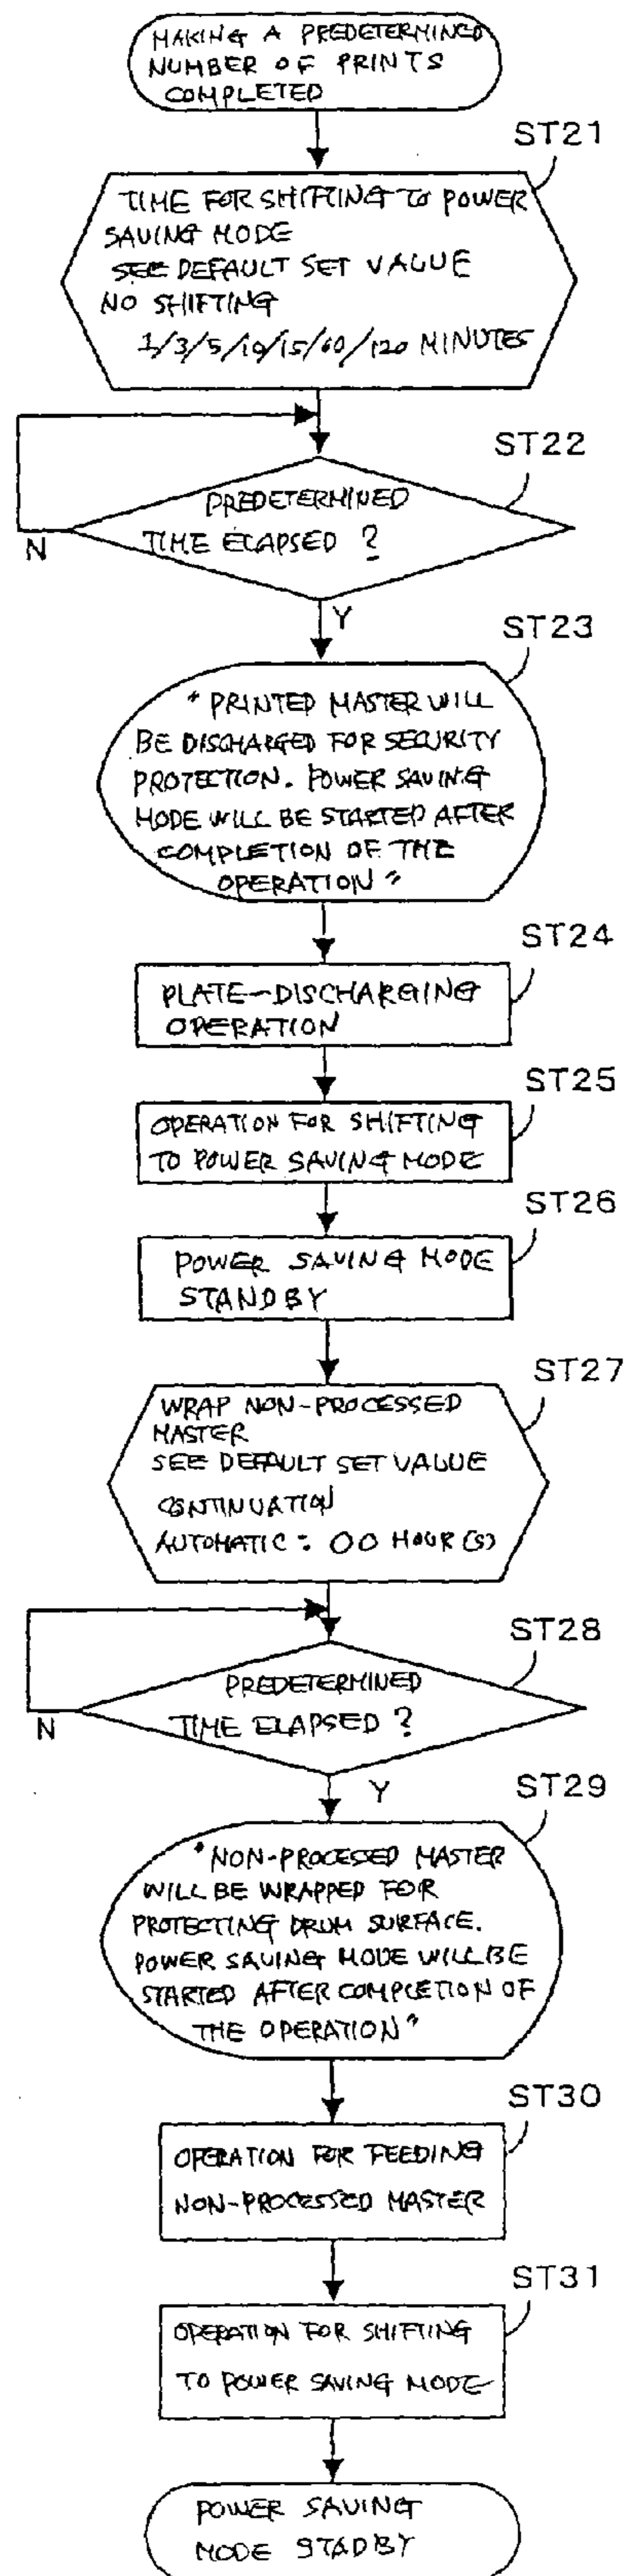 MAKING A PREDETERMINED
NUMBER OF PRINTS
COMPLETED
ST21
TIME FOR SHIFTING TO POWER
SAVING MODE
SEE DEFAULT SET VALUE
NO SHIFTING
1/3/5/10/15/60/120 MINUTES
ST22
PREDETERMINED
TIME ELAPSED ?
N
Y
ST23
"PRINTED MASTER WILL
BE DISCHARGED FOR SECURITY
PROTECTION. POWER SAVING
MODE WILL BE STARTED AFTER
COMPLETION OF THE
OPERATION"
ST24
PLATE-DISCHARGING
OPERATION
ST25
OPERATION FOR SHIFTING
TO POWER SAVING MODE
ST26
POWER SAVING MODE
STANDBY
ST27
WRAP NON-PROCESSED
MASTER
SEE DEFAULT SET VALUE
CONTINUATION
AUTOMATIC: 00 HOUR(S)
ST28
PREDETERMINED
TIME ELAPSED ?
N
Y
ST29
"NON-PROCESSED MASTER
WILL BE WRAPPED FOR
PROTECTING DRUM SURFACE.
POWER SAVING MODE WILL BE
STARTED AFTER COMPLETION OF
THE OPERATION"
ST30
OPERATION FOR FEEDING
NON-PROCESSED MASTER
ST31
OPERATION FOR SHIFTING
TO POWER SAVING MODE
POWER SAVING
MODE STADBY